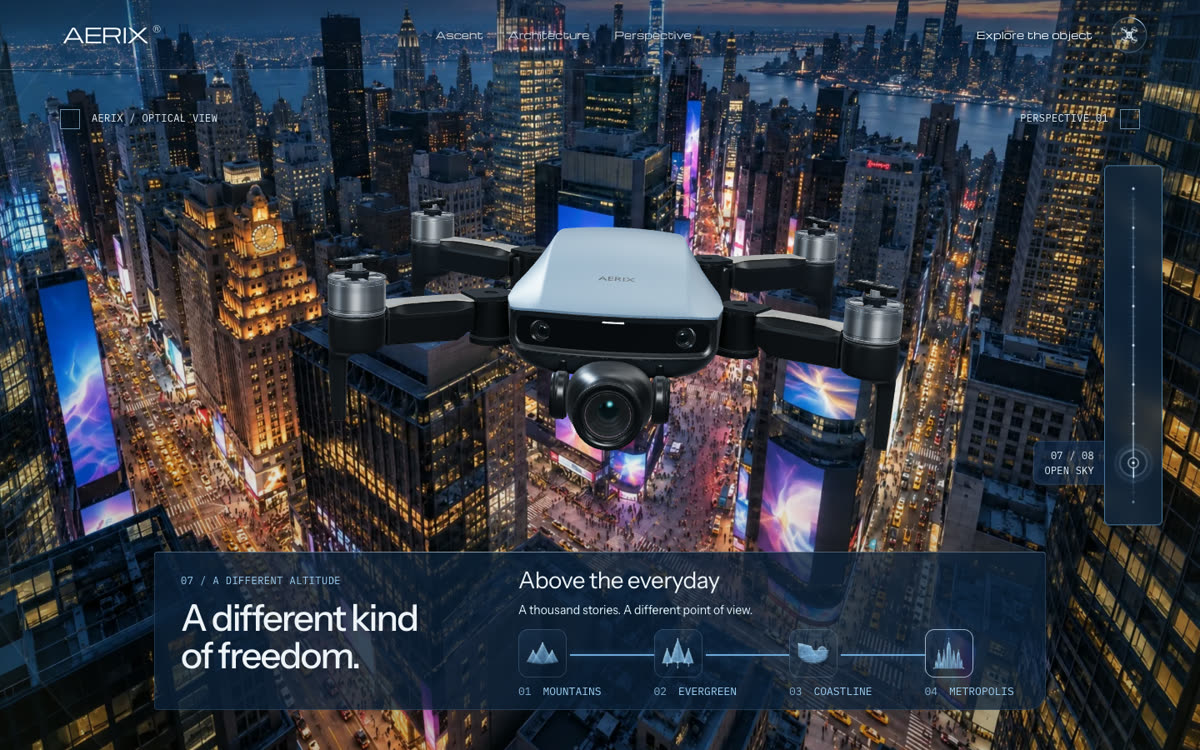 AERIX®
Ascent
Architecture
Perspective
Explore the object
AERIX / OPTICAL VIEW
PERSPECTIVE 01
AERIX
07 / 08
OPEN SKY
07 / A DIFFERENT ALTITUDE
A different kind
of freedom.
Above the everyday
A thousand stories. A different point of view.
01 MOUNTAINS
02 EVERGREEN
03 COASTLINE
04 METROPOLIS